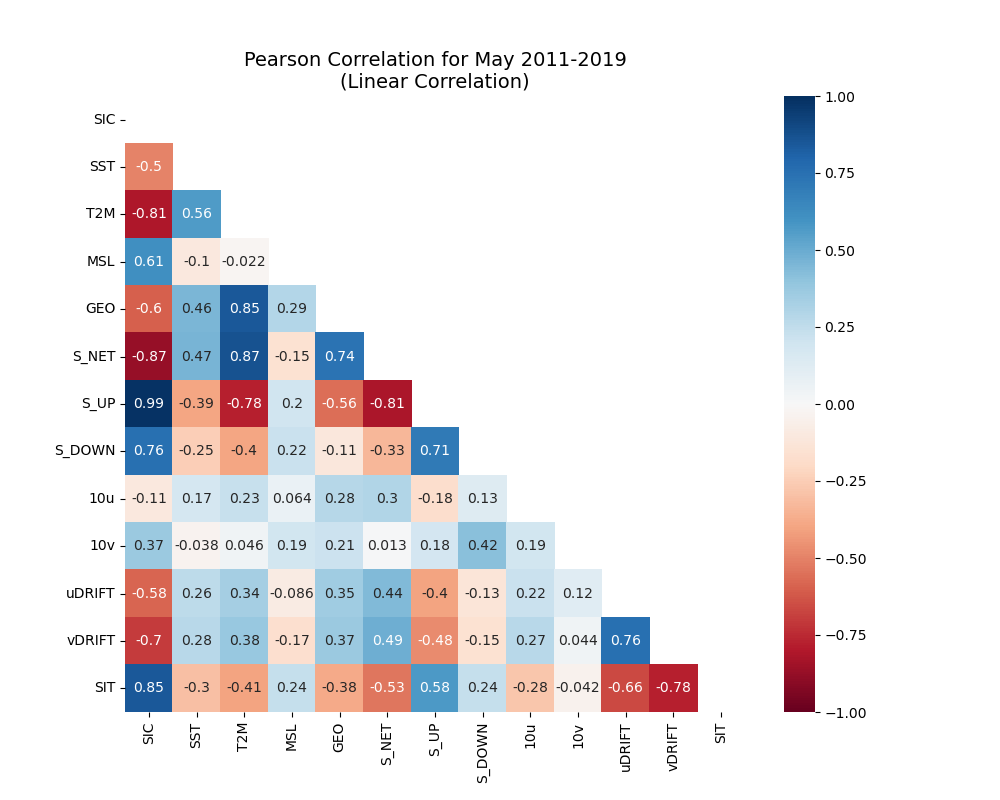 Pearson Correlation for May 2011-2019
(Linear Correlation)
SIC
SST -0.5
T2M -0.81 0.56
MSL 0.61 -0.1 -0.022
GEO -0.6 0.46 0.85 0.29
S_NET -0.87 0.47 0.87 -0.15 0.74
S_UP 0.99 -0.39 -0.78 0.2 -0.56 -0.81
S_DOWN 0.76 -0.25 -0.4 0.22 -0.11 -0.33 0.71
10u -0.11 0.17 0.23 0.064 0.28 0.3 -0.18 0.13
10v 0.37 -0.038 0.046 0.19 0.21 0.013 0.18 0.42 0.19
uDRIFT -0.58 0.26 0.34 -0.086 0.35 0.44 -0.4 -0.13 0.22 0.12
vDRIFT -0.7 0.28 0.38 -0.17 0.37 0.49 -0.48 -0.15 0.27 0.044 0.76
SIT 0.85 -0.3 -0.41 0.24 -0.38 -0.53 0.58 0.24 -0.28 -0.042 -0.66 -0.78
SIC SST T2M MSL GEO S_NET S_UP S_DOWN 10u 10v uDRIFT vDRIFT SIT
1.00
0.75
0.50
0.25
0.00
−0.25
−0.50
−0.75
−1.00